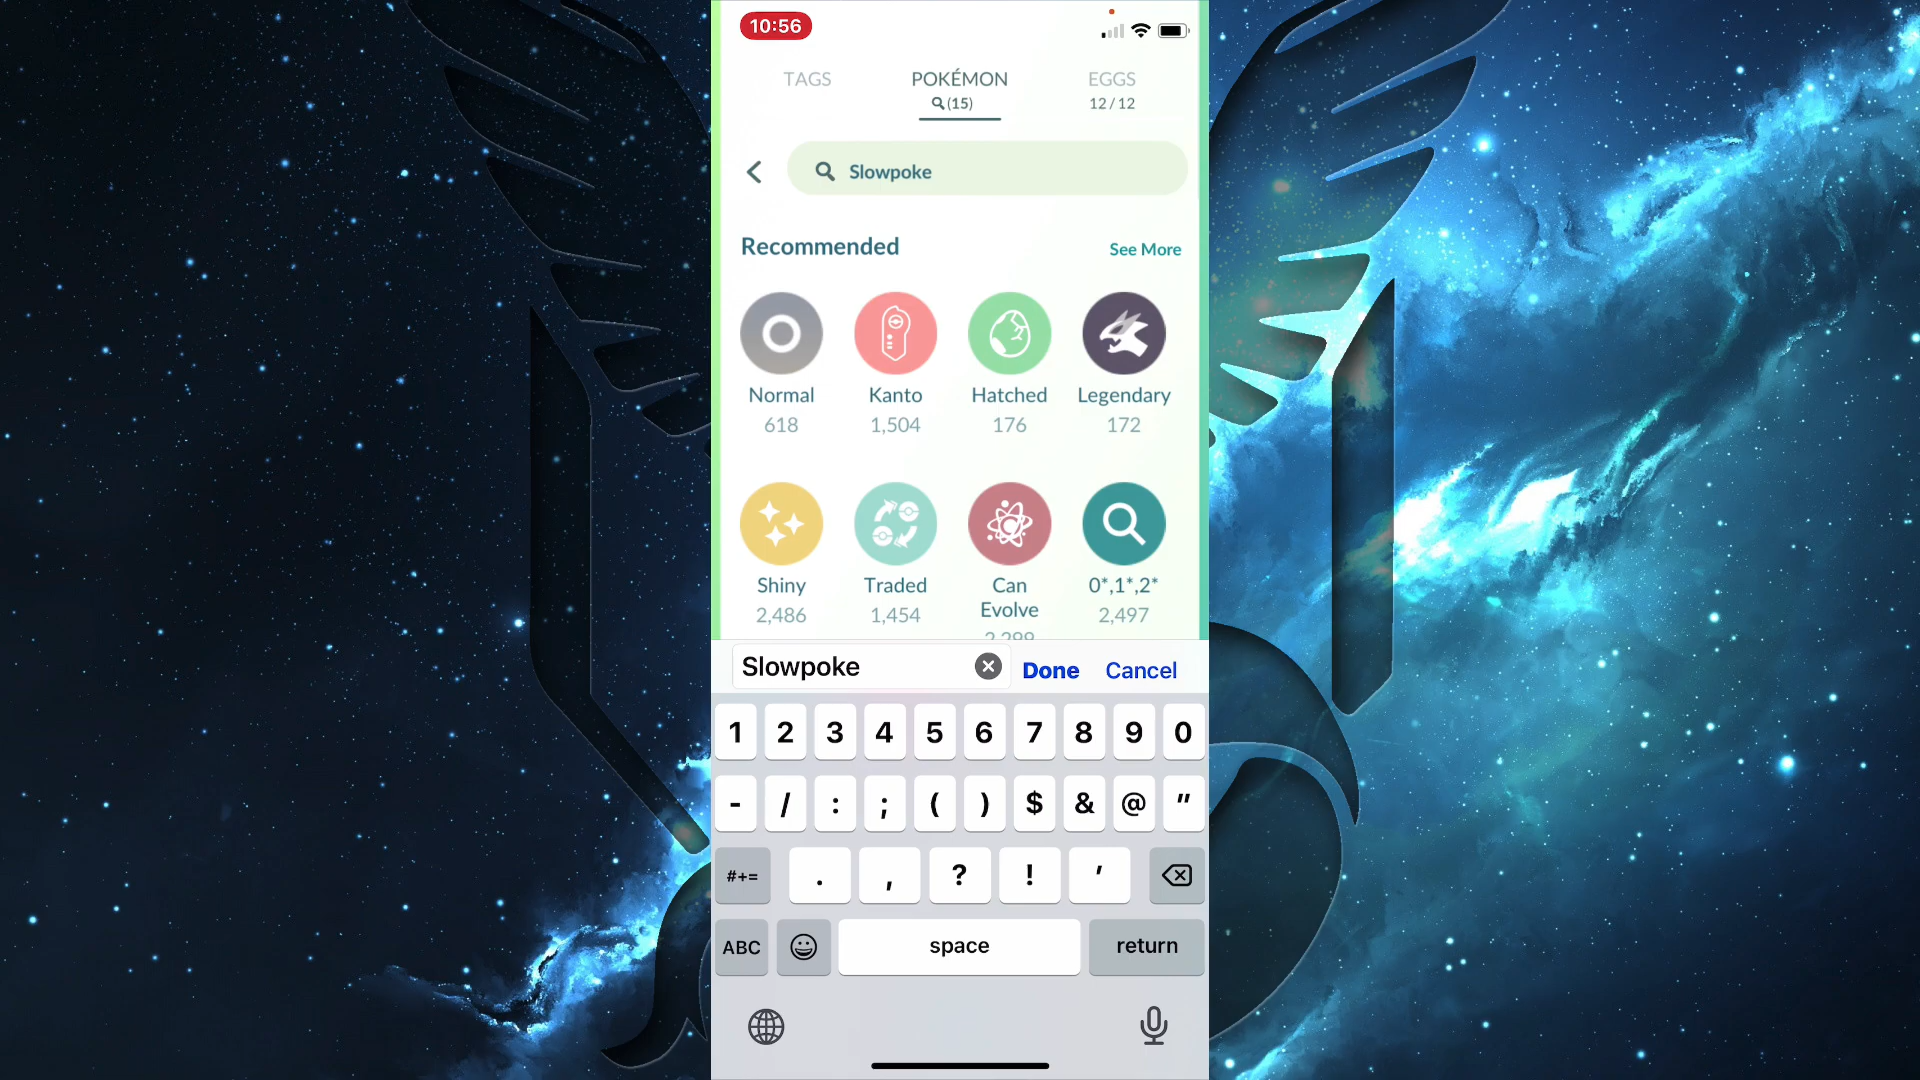 10:56
TAGS POKÉMON EGGS
(15) 12 / 12
Slowpoke
Recommended See More
Normal Kanto Hatched Legendary
618 1,504 176 172
Shiny Traded Can Evolve 0*,1*,2*
2,486 1,454 2,299 2,497
Slowpoke Done Cancel
1 2 3 4 5 6 7 8 9 0
- / : ; ( ) $ & @ "
#+= . , ? ! '
ABC space return